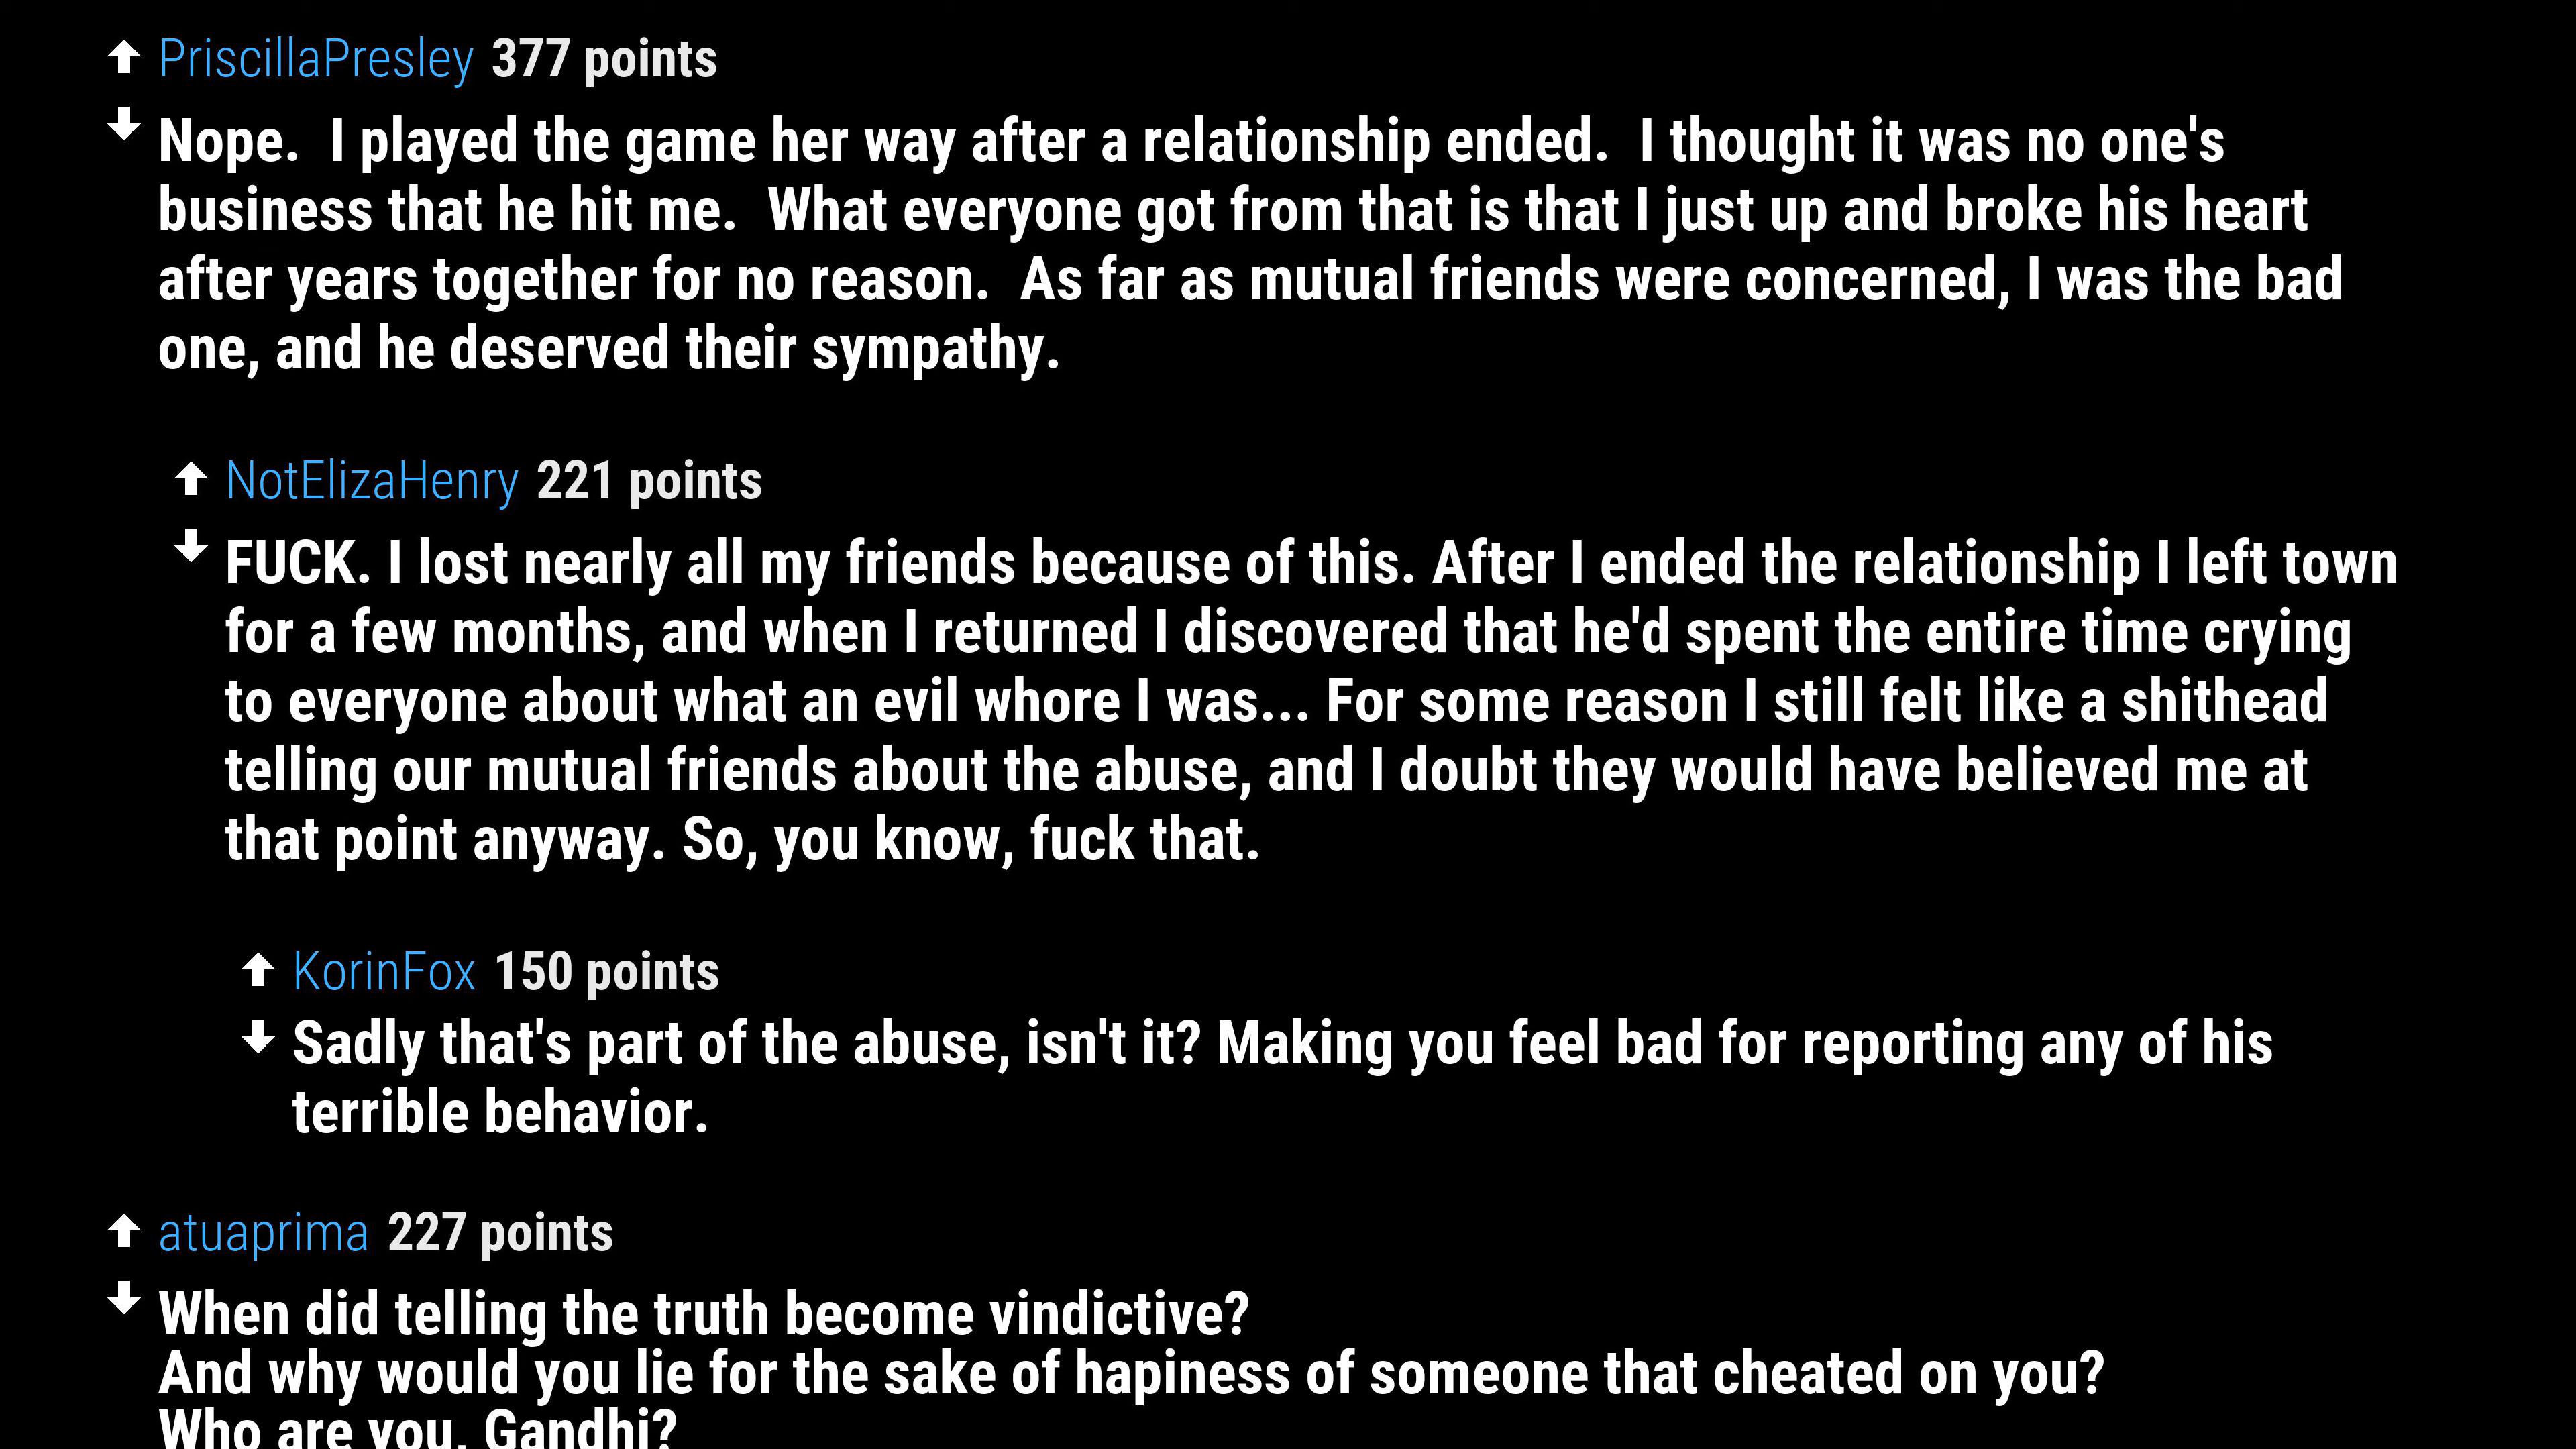 PriscillaPresley 377 points
Nope.  I played the game her way after a relationship ended.  I thought it was no one's
business that he hit me.  What everyone got from that is that I just up and broke his heart
after years together for no reason.  As far as mutual friends were concerned, I was the bad
one, and he deserved their sympathy.
NotElizaHenry 221 points
FUCK. I lost nearly all my friends because of this. After I ended the relationship I left town
for a few months, and when I returned I discovered that he'd spent the entire time crying
to everyone about what an evil whore I was... For some reason I still felt like a shithead
telling our mutual friends about the abuse, and I doubt they would have believed me at
that point anyway. So, you know, fuck that.
KorinFox 150 points
Sadly that's part of the abuse, isn't it? Making you feel bad for reporting any of his
terrible behavior.
atuaprima 227 points
When did telling the truth become vindictive?
And why would you lie for the sake of hapiness of someone that cheated on you?
Who are you, Gandhi?